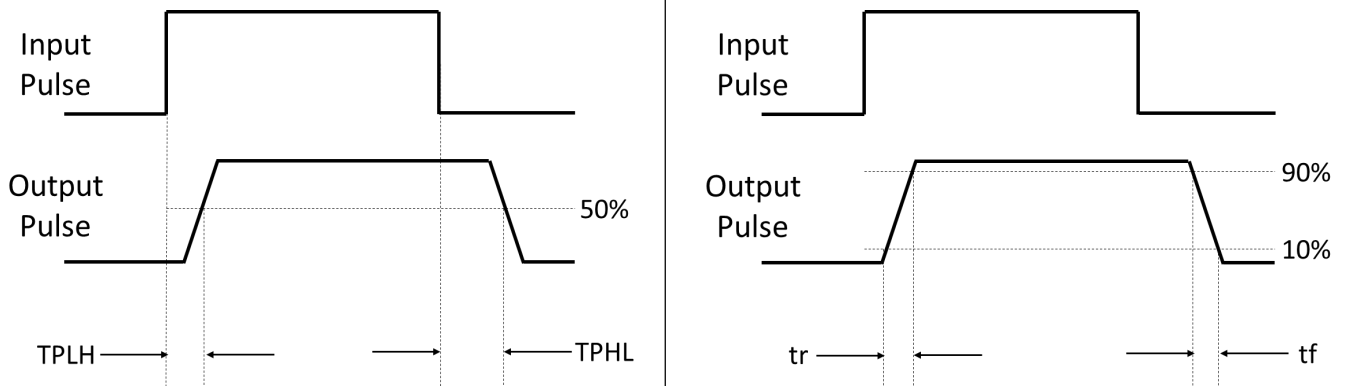 Input
Pulse
Output
Pulse
50%
TPLH
TPHL
Input
Pulse
Output
Pulse
90%
10%
tr
tf